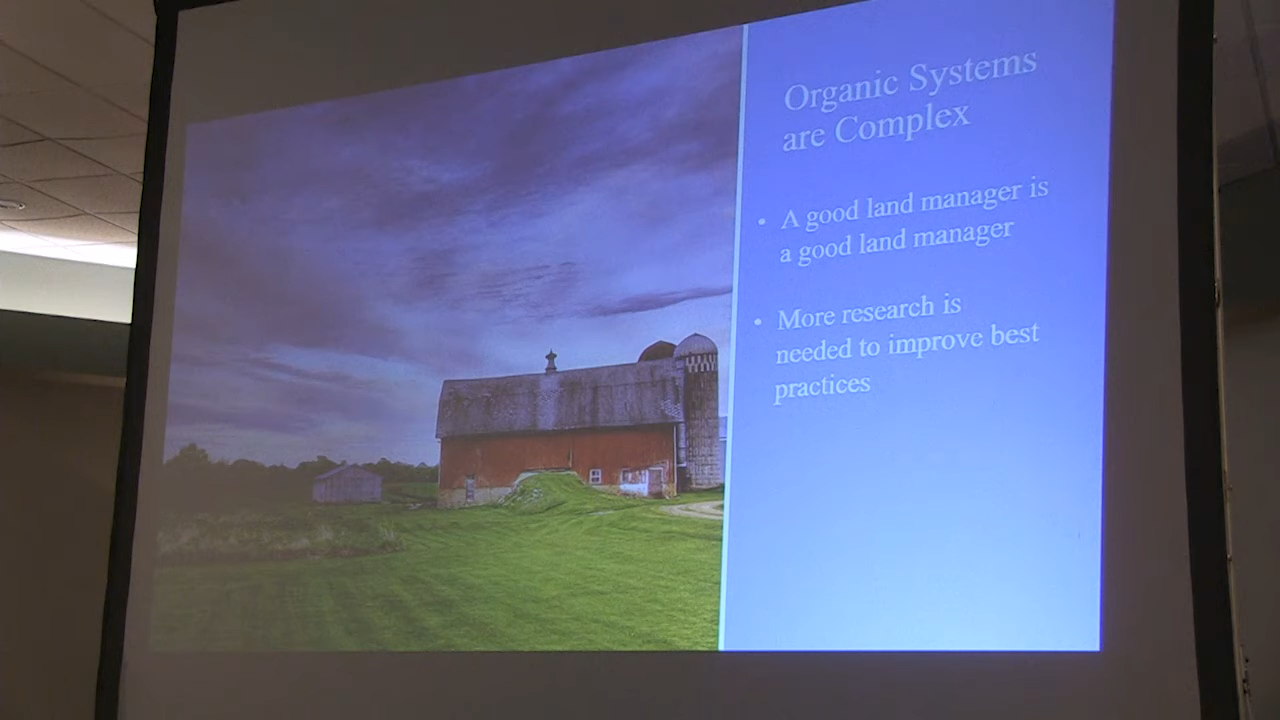 Organic Systems
are Complex
• A good land manager is
a good land manager
• More research is
needed to improve best
practices